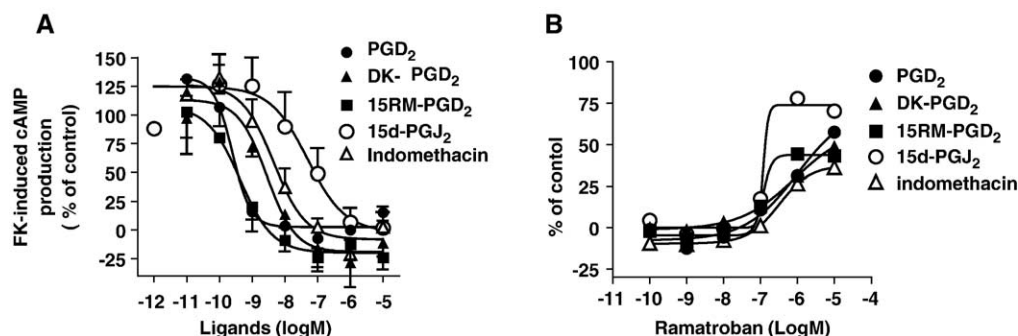 A
FK-induced cAMP
production
( % of control)
150
125
100
75
50
25
0
-25
-12 -11 -10 -9 -8 -7 -6 -5
Ligands (logM)
PGD2
DK- PGD2
15RM-PGD2
15d-PGJ2
Indomethacin
B
% of contol
100
75
50
25
0
-25
-11 -10 -9 -8 -7 -6 -5 -4
Ramatroban (LogM)
PGD2
DK-PGD2
15RM-PGD2
15d-PGJ2
indomethacin